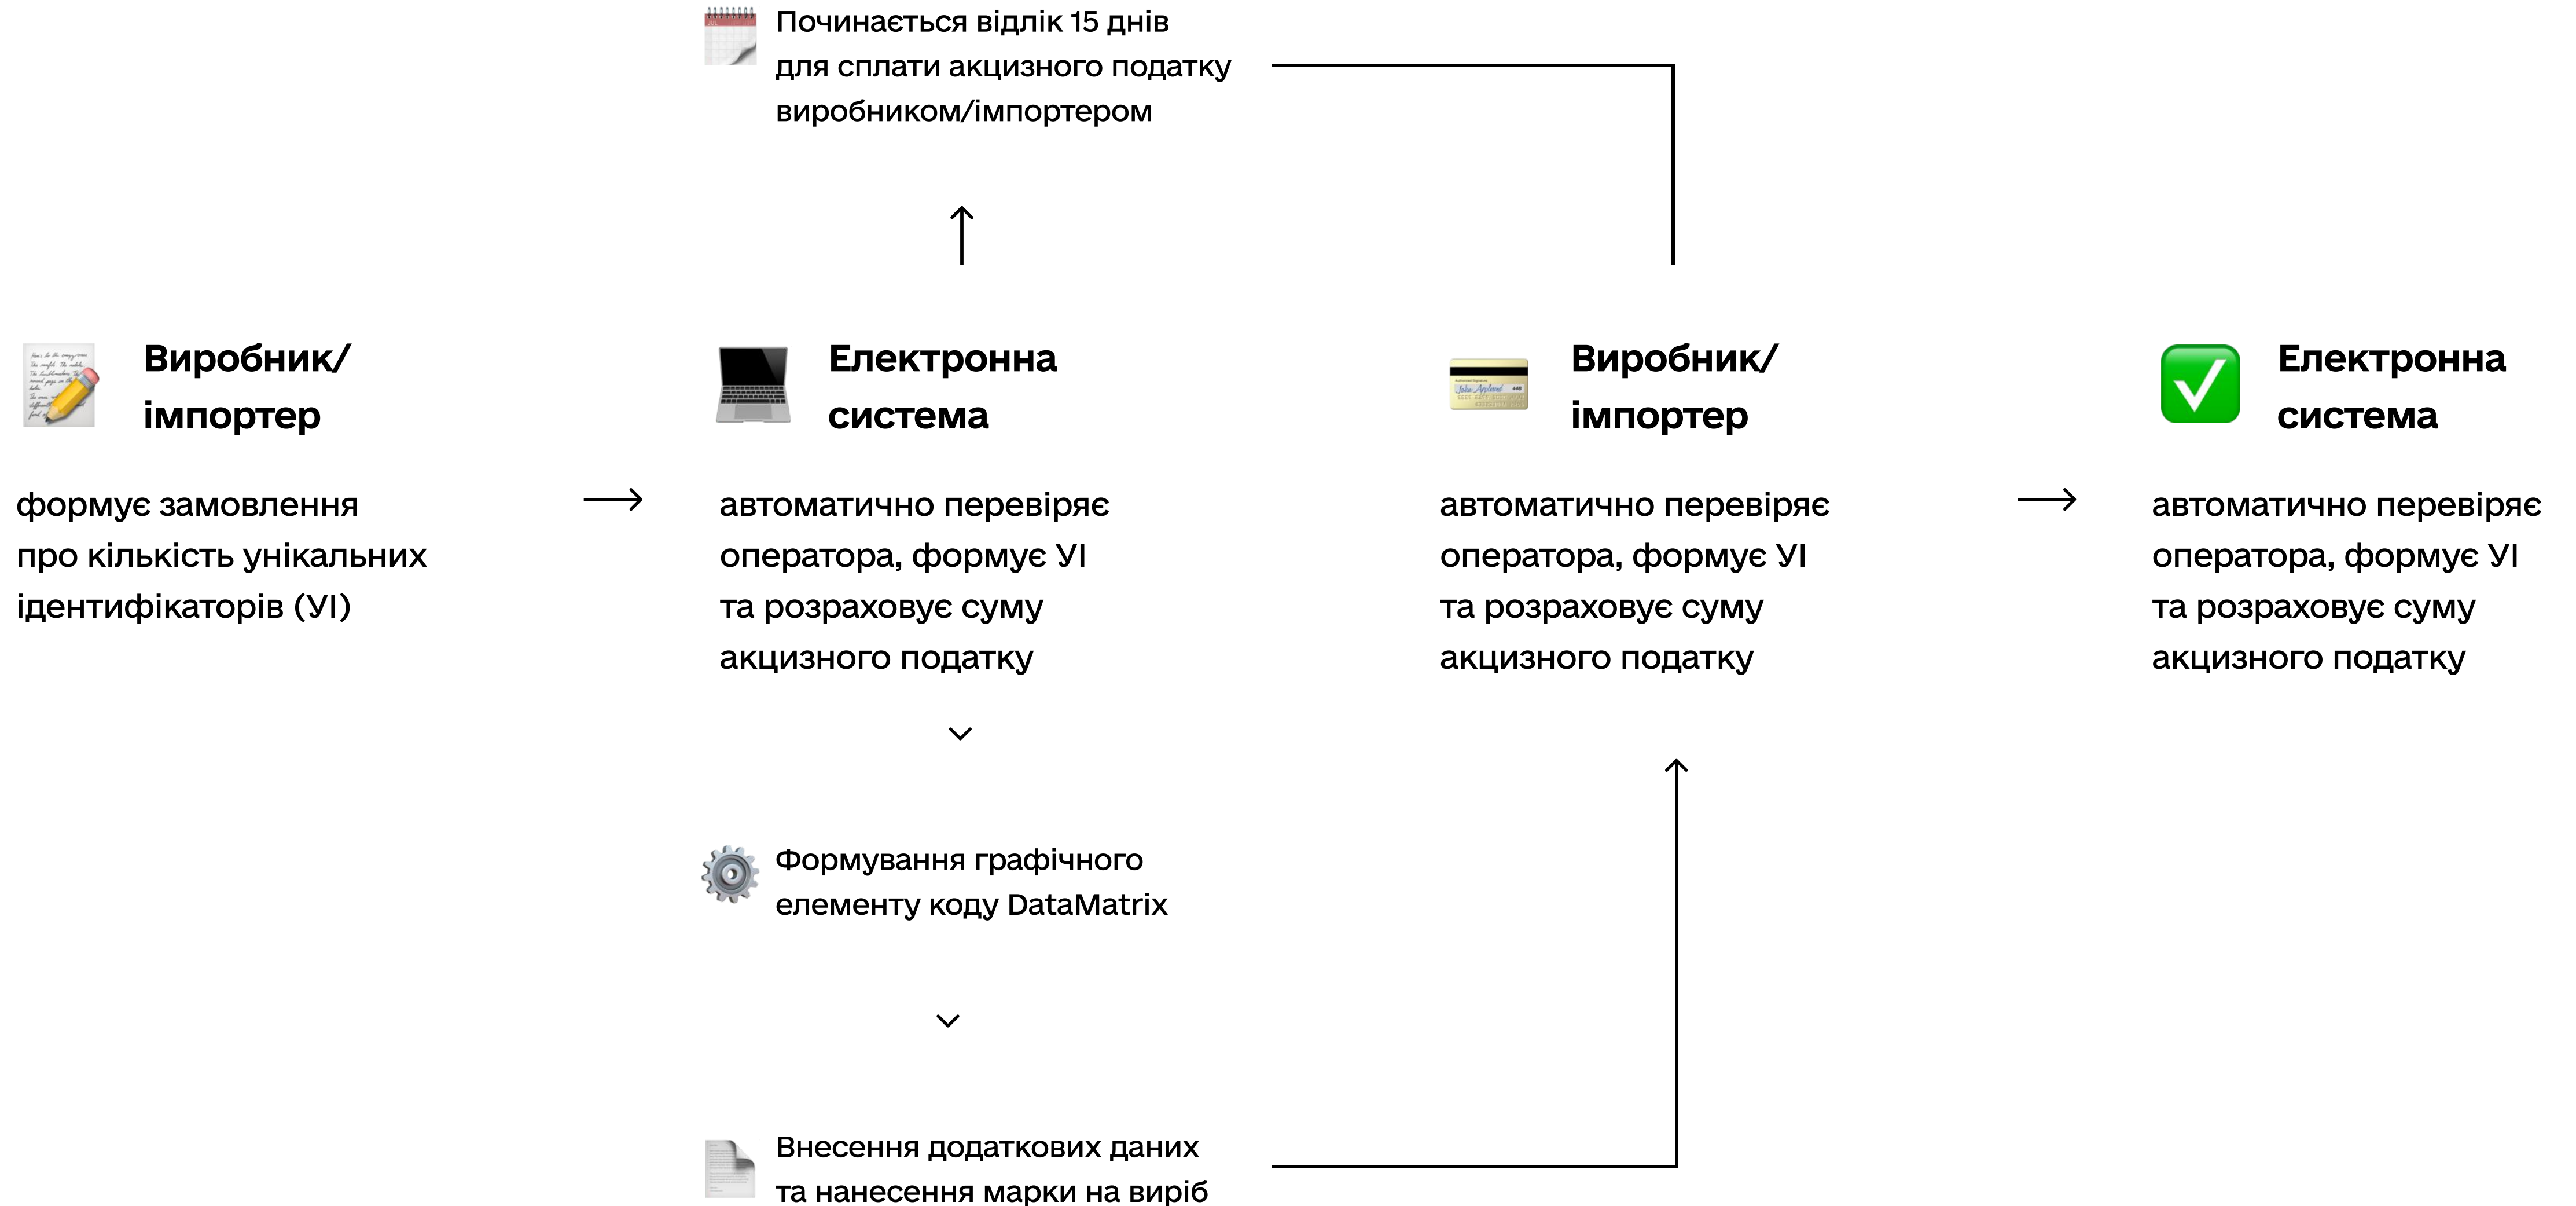 Починається відлік 15 днів
для сплати акцизного податку
виробником/імпортером
Виробник/
імпортер
формує замовлення
про кількість унікальних
ідентифікаторів (УІ)
Електронна
система
автоматично перевіряє
оператора, формує УІ
та розраховує суму
акцизного податку
Формування графічного
елементу коду DataMatrix
Внесення додаткових даних
та нанесення марки на виріб
Виробник/
імпортер
автоматично перевіряє
оператора, формує УІ
та розраховує суму
акцизного податку
Електронна
система
автоматично перевіряє
оператора, формує УІ
та розраховує суму
акцизного податку